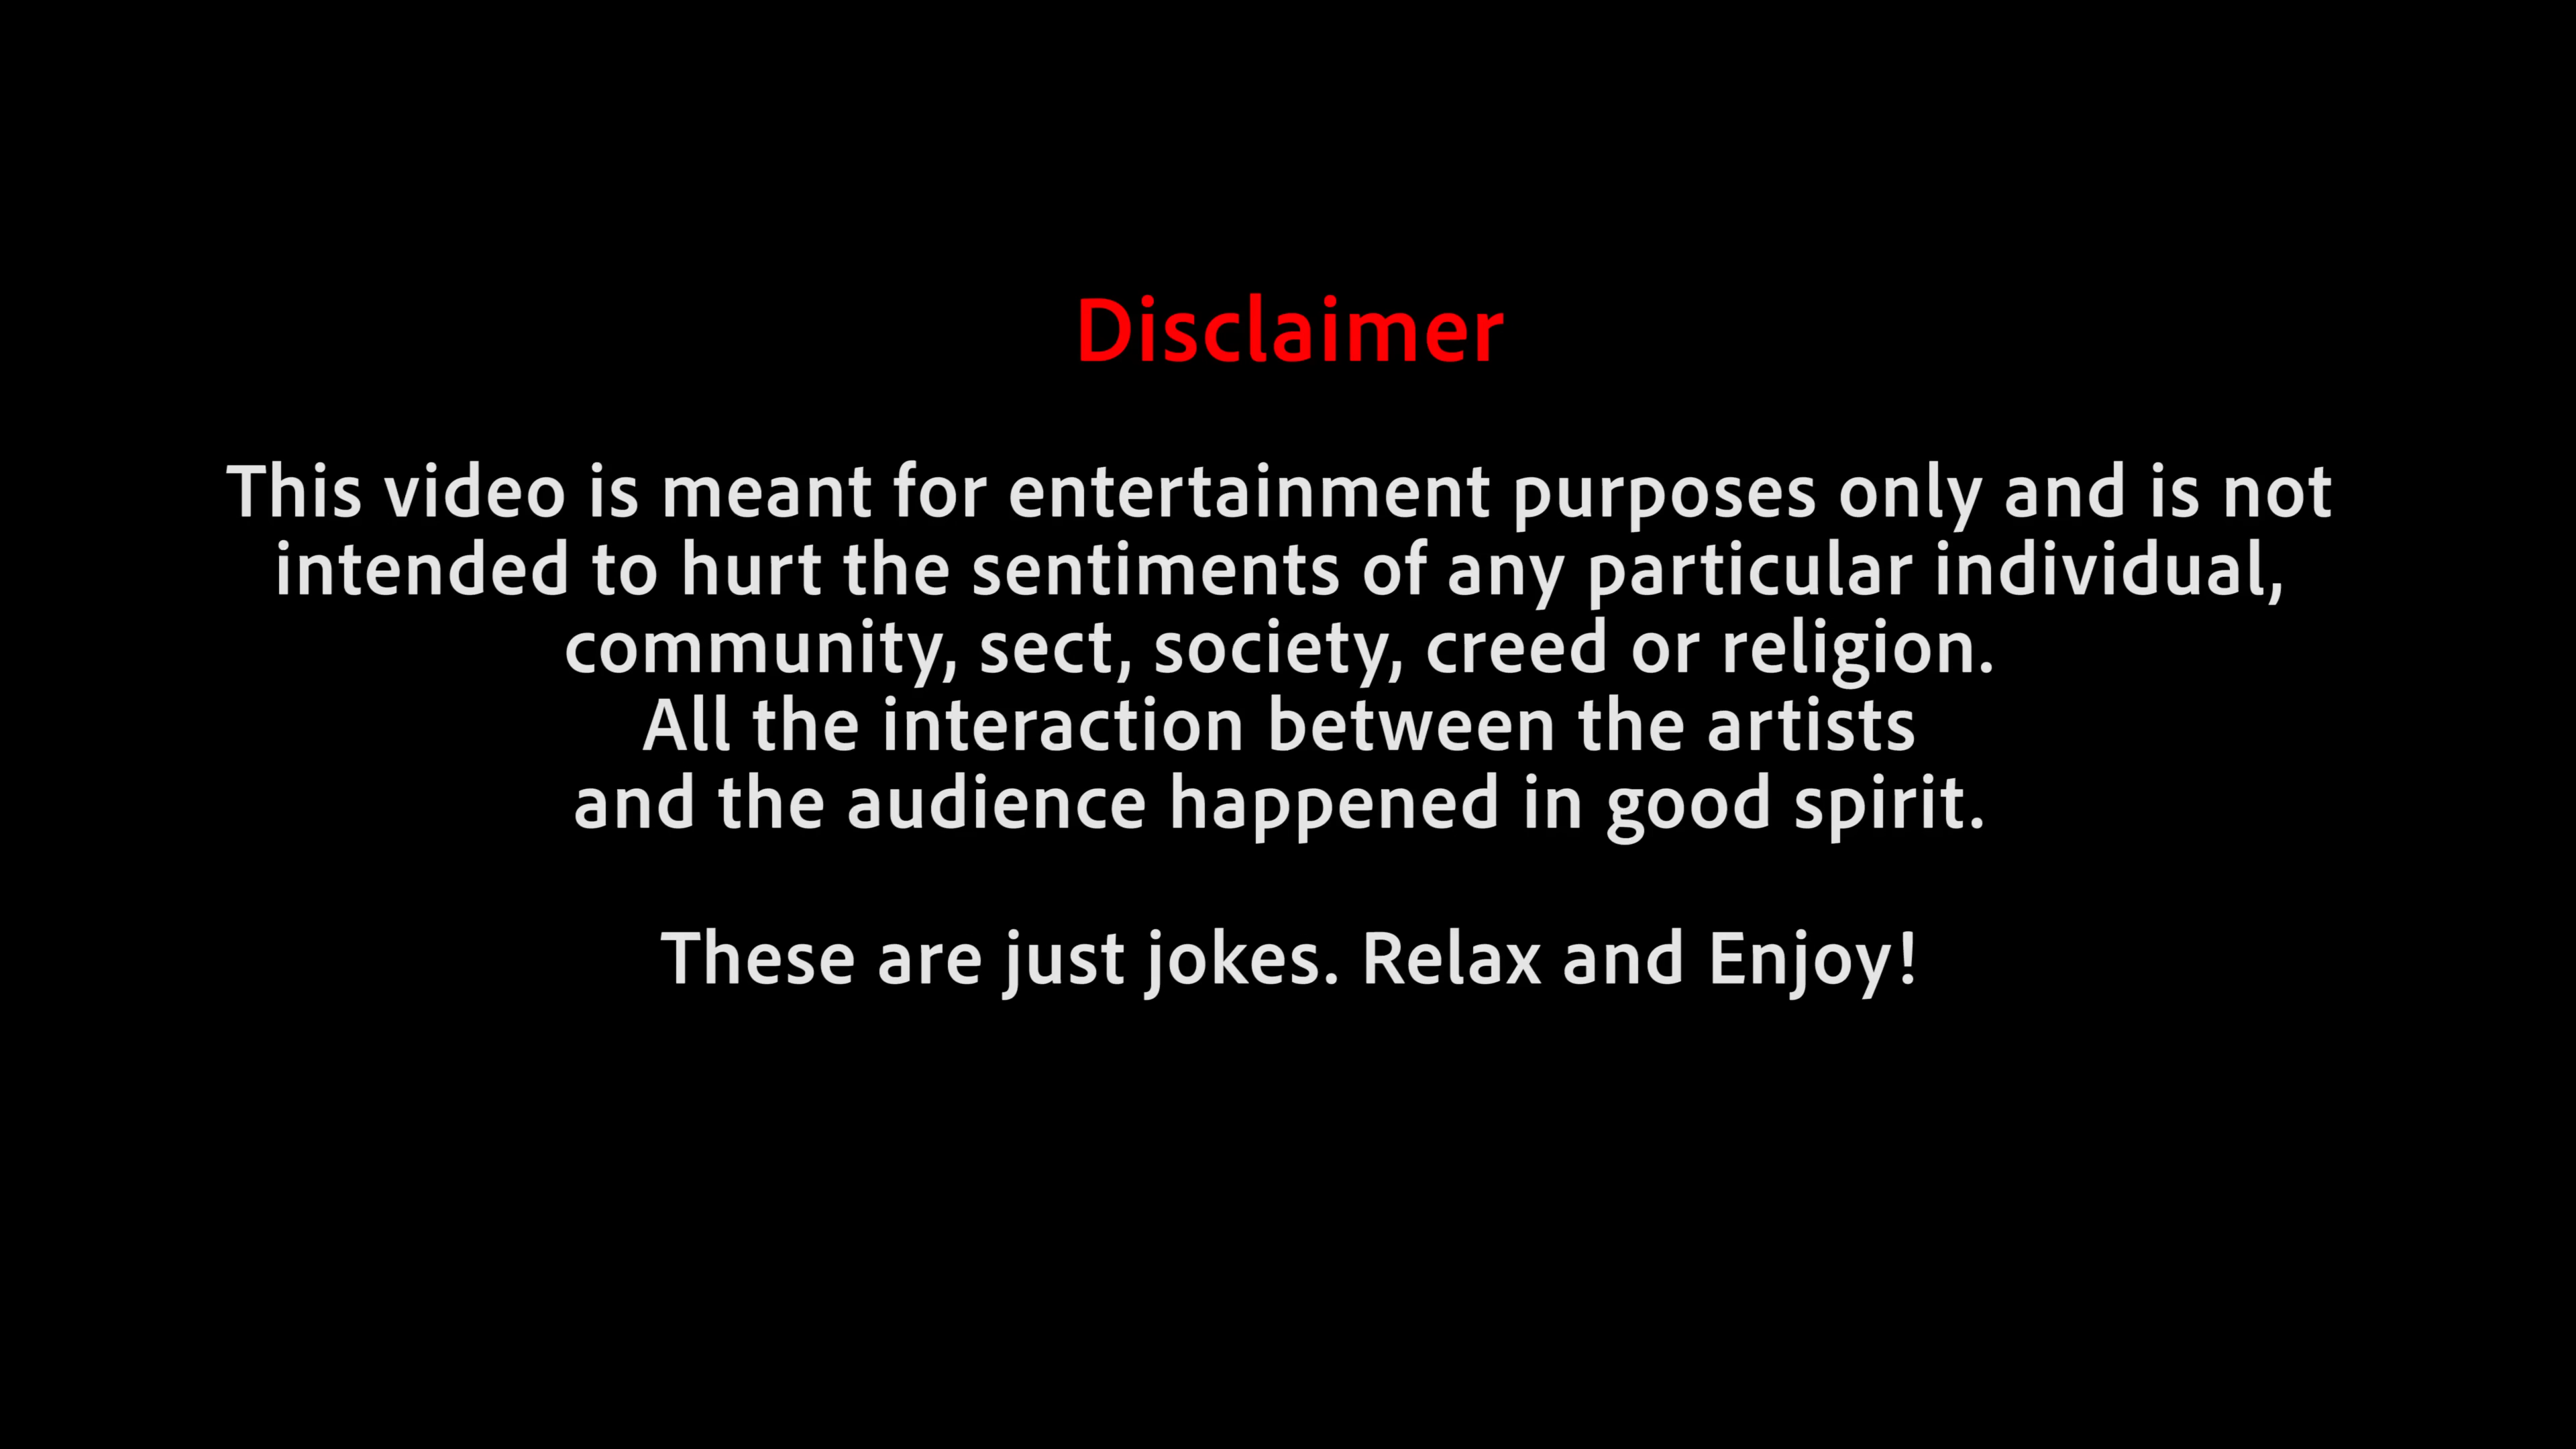 Disclaimer
This video is meant for entertainment purposes only and is not
intended to hurt the sentiments of any particular individual,
community, sect, society, creed or religion.
All the interaction between the artists
and the audience happened in good spirit.
These are just jokes. Relax and Enjoy!